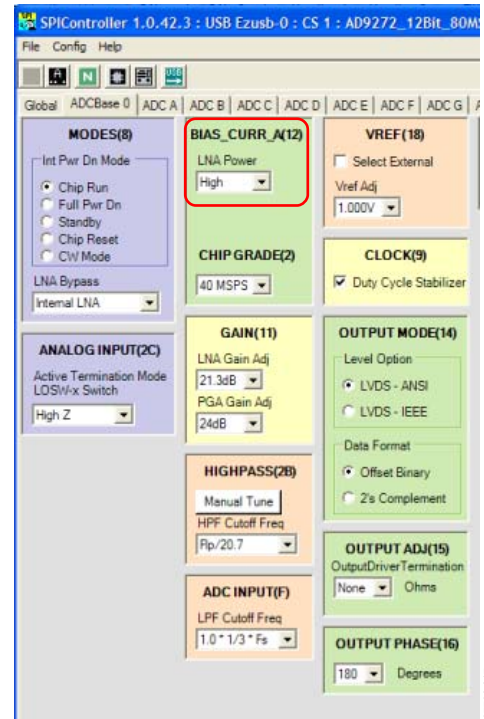 SPIController 1.0.42.3 : USB Ezusb-0 : CS 1 : AD9272_12Bit_80M
File Config Help
Global ADCBase 0 ADC A ADC B ADC C ADC D ADC E ADC F ADC G
MODES(8)
Int Pwr Dn Mode
Chip Run
Full Pwr Dn
Standby
Chip Reset
CW Mode
LNA Bypass
Internal LNA
ANALOG INPUT(2C)
Active Termination Mode
LOSW-x Switch
High Z
BIAS_CURR_A(12)
LNA Power
High
CHIP GRADE(2)
40 MSPS
GAIN(11)
LNA Gain Adj
21.3dB
PGA Gain Adj
24dB
HIGHPASS(2B)
Manual Tune
HPF Cutoff Freq
Rp/20.7
ADC INPUT(F)
LPF Cutoff Freq
1.0 * 1/3 * Fs
VREF(18)
Select External
Vref Adj
1.000V
CLOCK(9)
Duty Cycle Stabilizer
OUTPUT MODE(14)
Level Option
LVDS - ANSI
LVDS - IEEE
Data Format
Offset Binary
2's Complement
OUTPUT ADJ(15)
OutputDriverTermination
None Ohms
OUTPUT PHASE(16)
180 Degrees